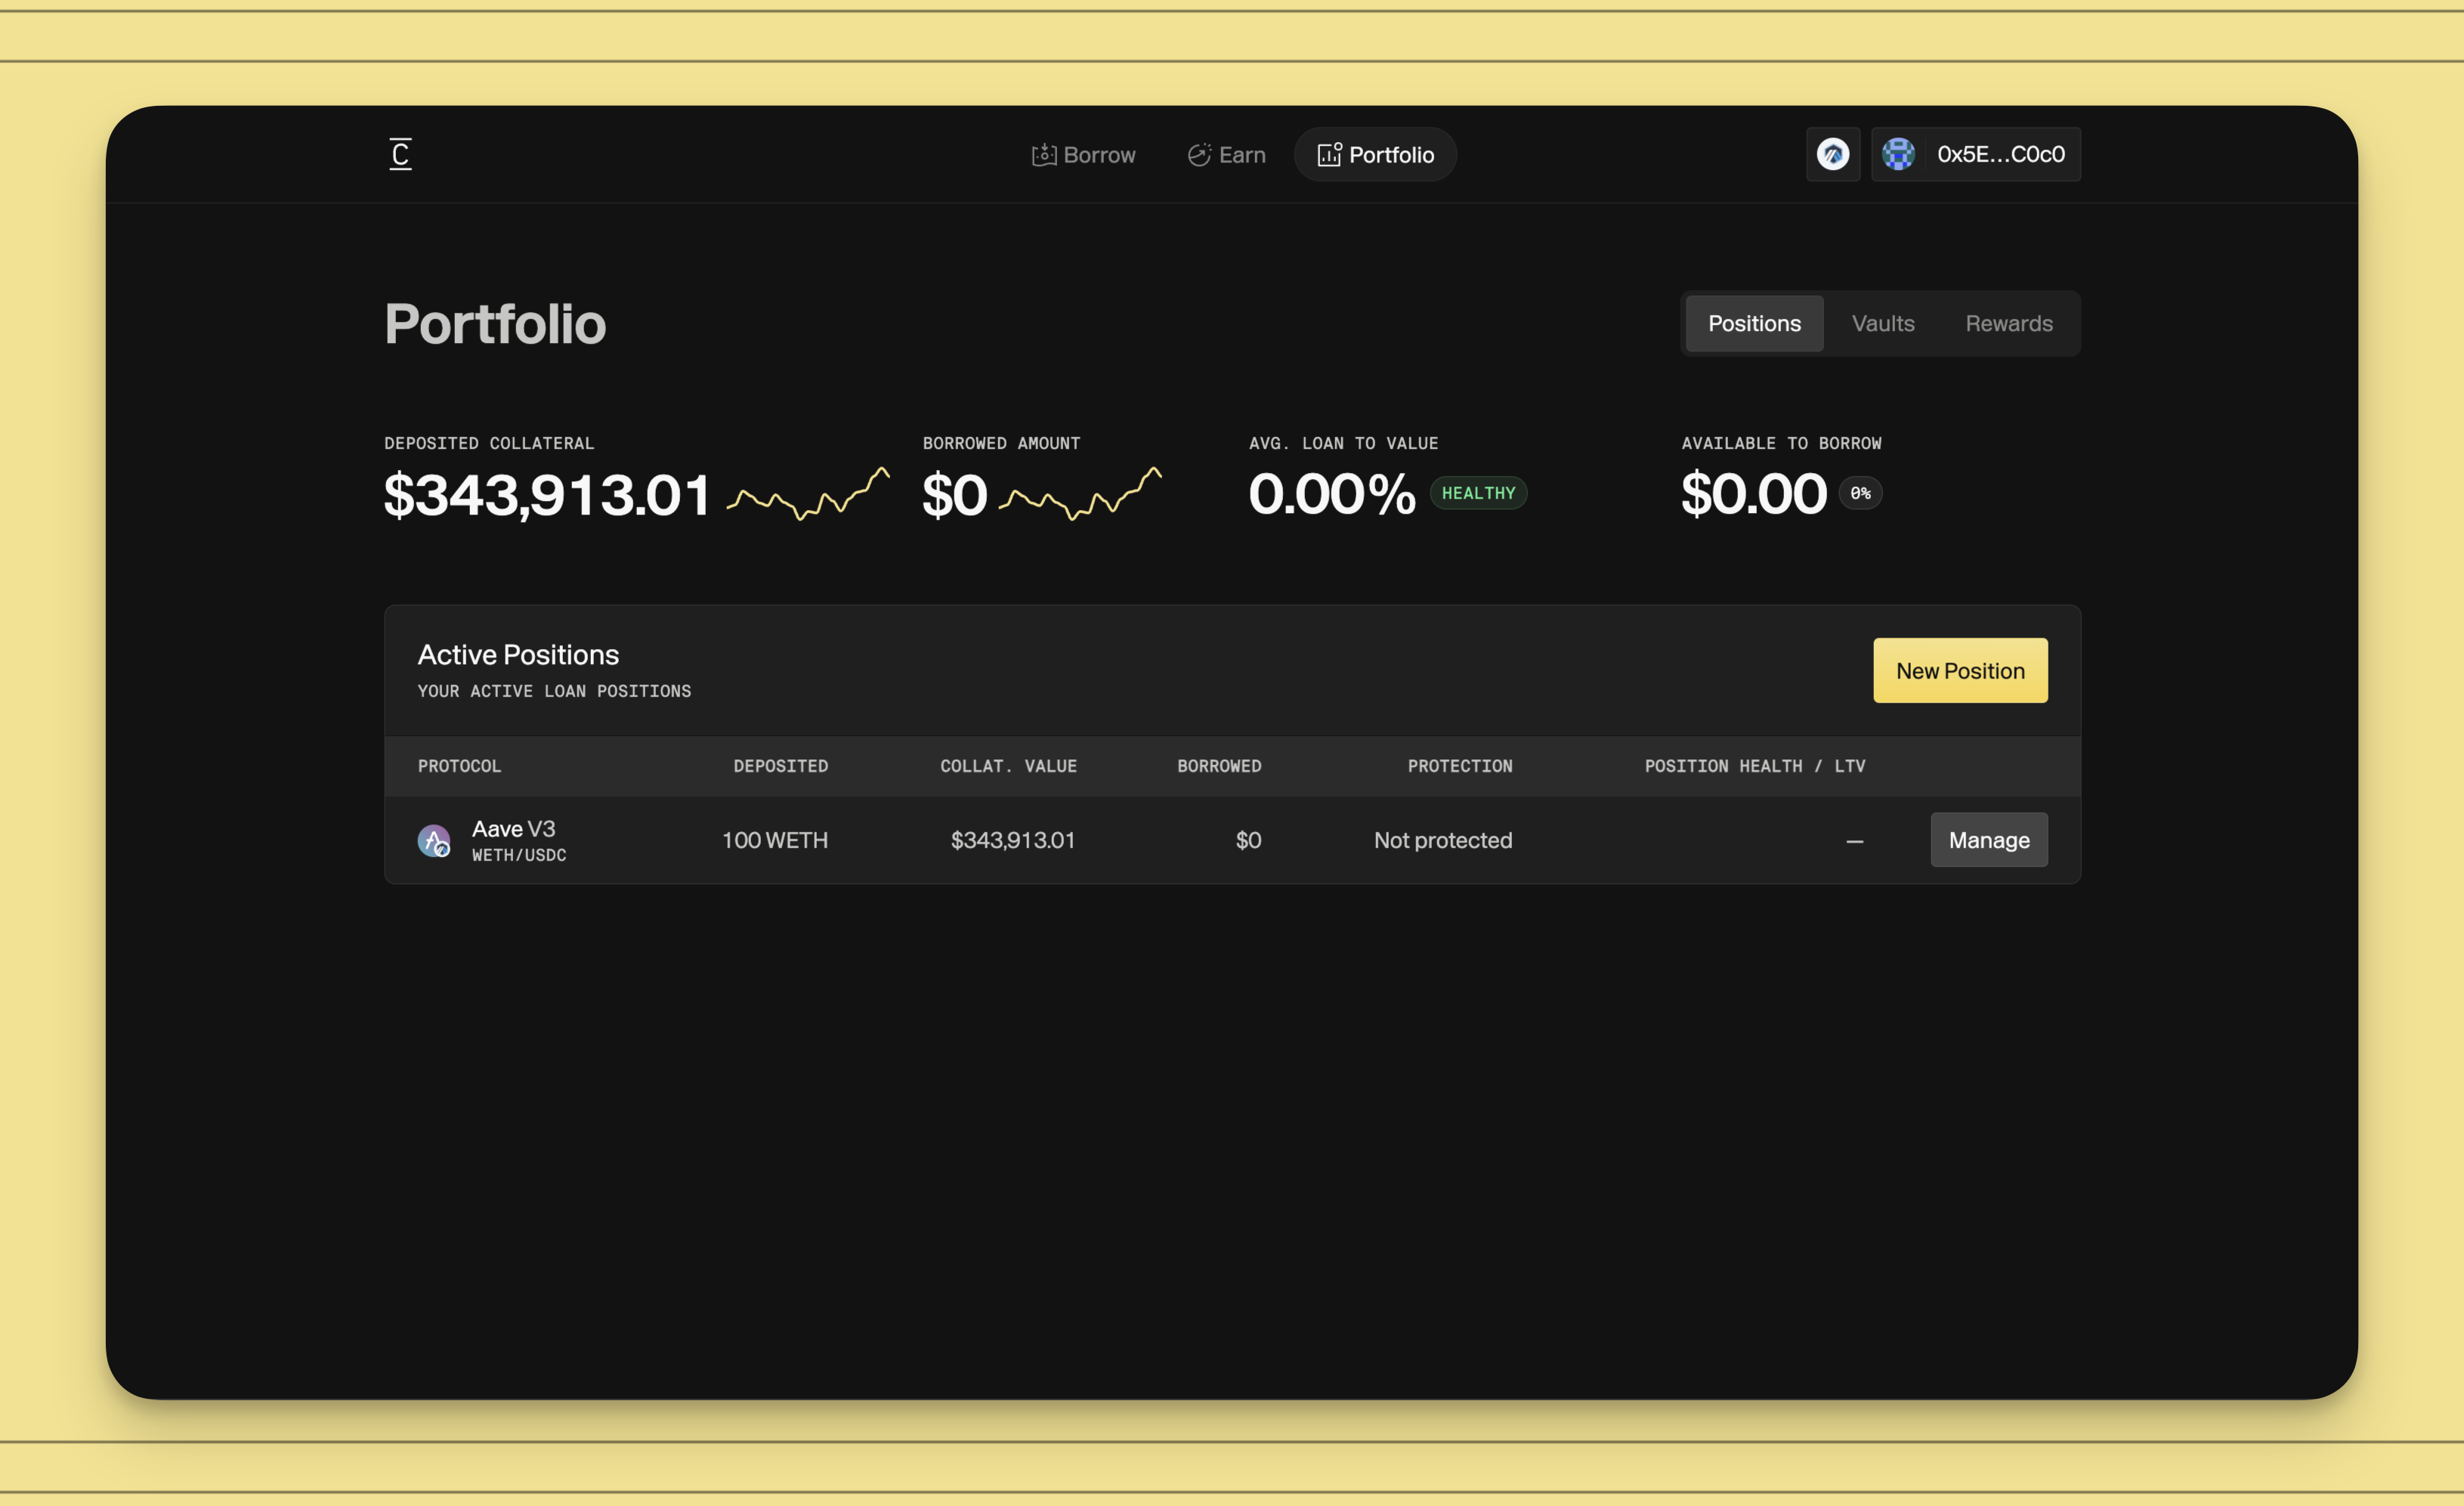 C
Borrow
Earn
Portfolio
0x5E...C0c0
Portfolio
Positions
Vaults
Rewards
DEPOSITED COLLATERAL
$343,913.01
BORROWED AMOUNT
$0
AVG. LOAN TO VALUE
0.00%
HEALTHY
AVAILABLE TO BORROW
$0.00
0%
Active Positions
YOUR ACTIVE LOAN POSITIONS
New Position
PROTOCOL
DEPOSITED
COLLAT. VALUE
BORROWED
PROTECTION
POSITION HEALTH / LTV
Aave V3
WETH/USDC
100 WETH
$343,913.01
$0
Not protected
—
Manage